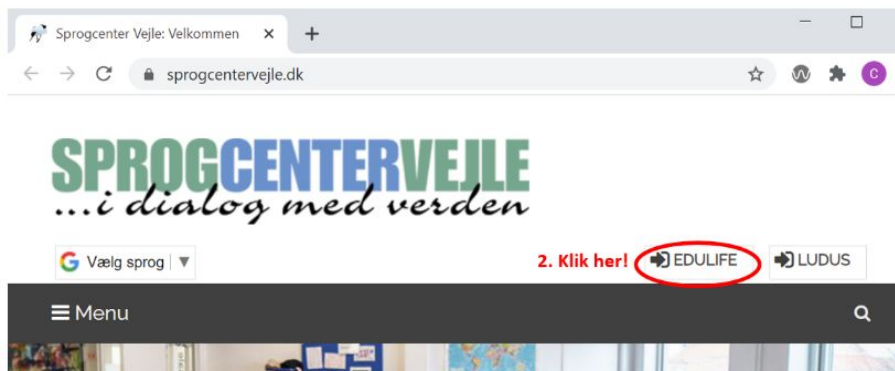 Sprogcenter Vejle: Velkommen
sprogcentervejle.dk
C
SPROGCENTERVEJLE
...i dialog med verden
G Vælg sprog
2. Klik her!
EDULIFE
LUDUS
Menu